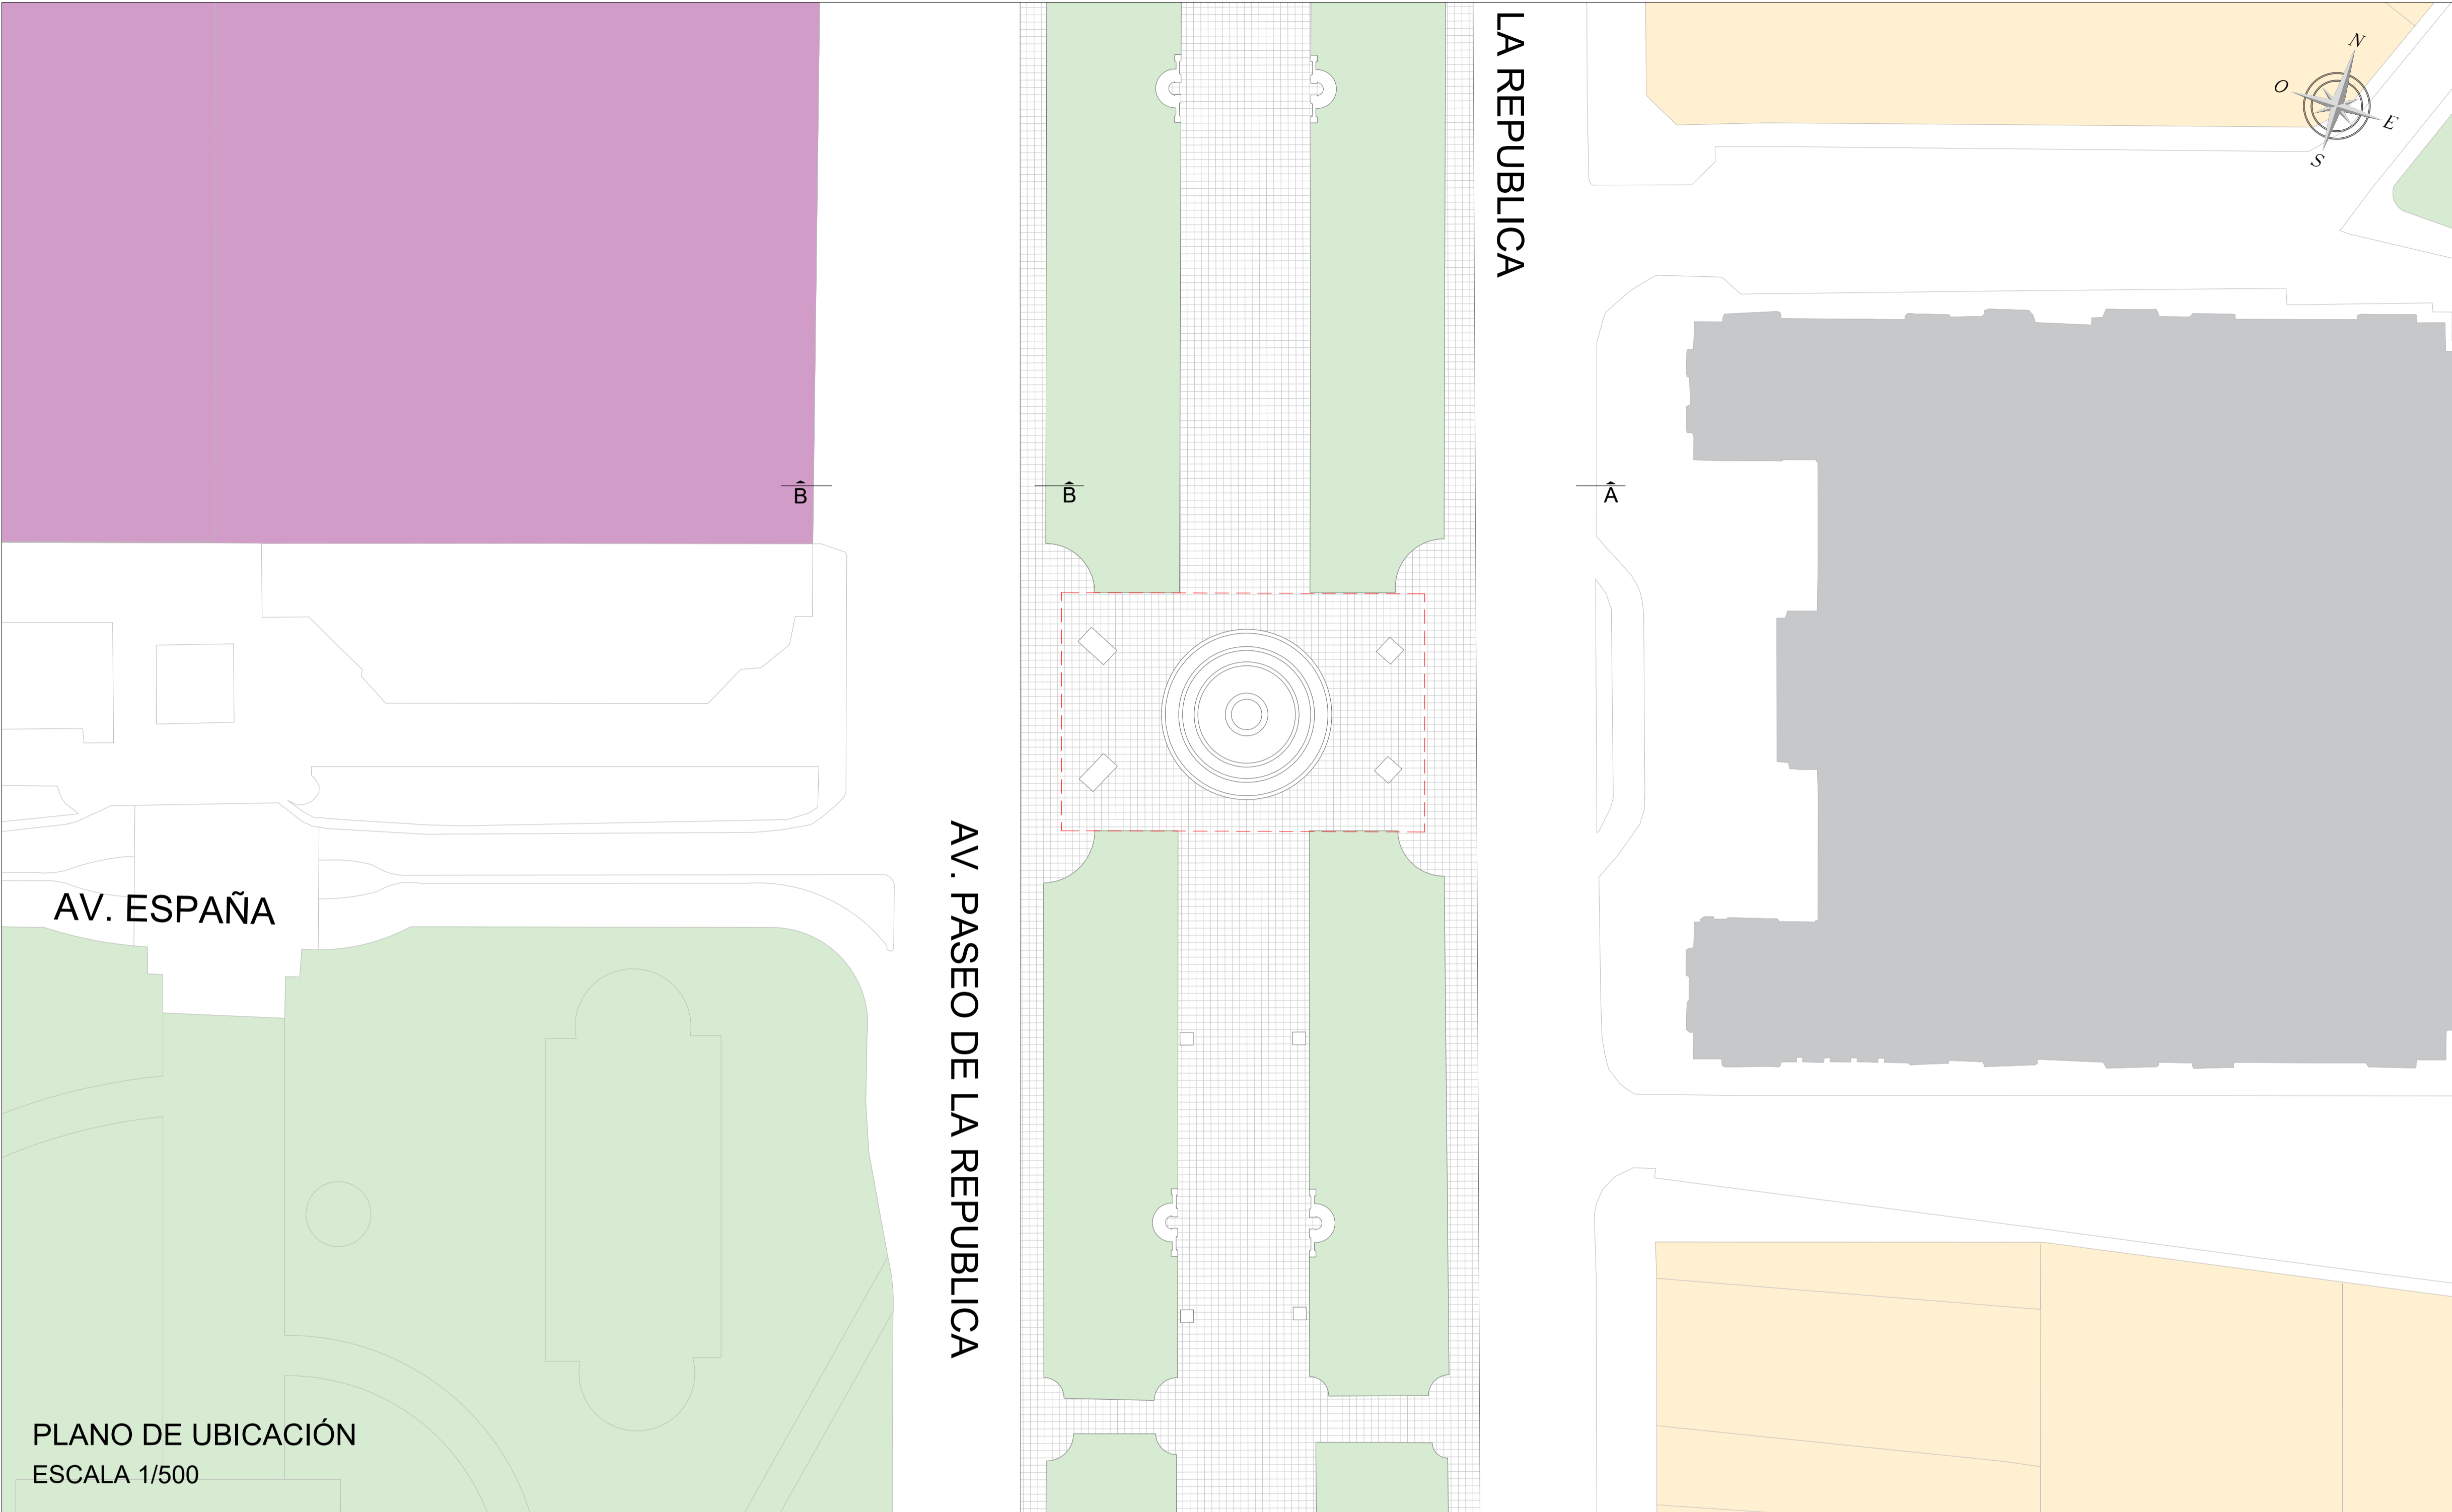 LA REPUBLICA
N
O
E
S
B
B
A
AV. PASEO DE LA REPUBLICA
AV. ESPAÑA
PLANO DE UBICACIÓN
ESCALA 1/500